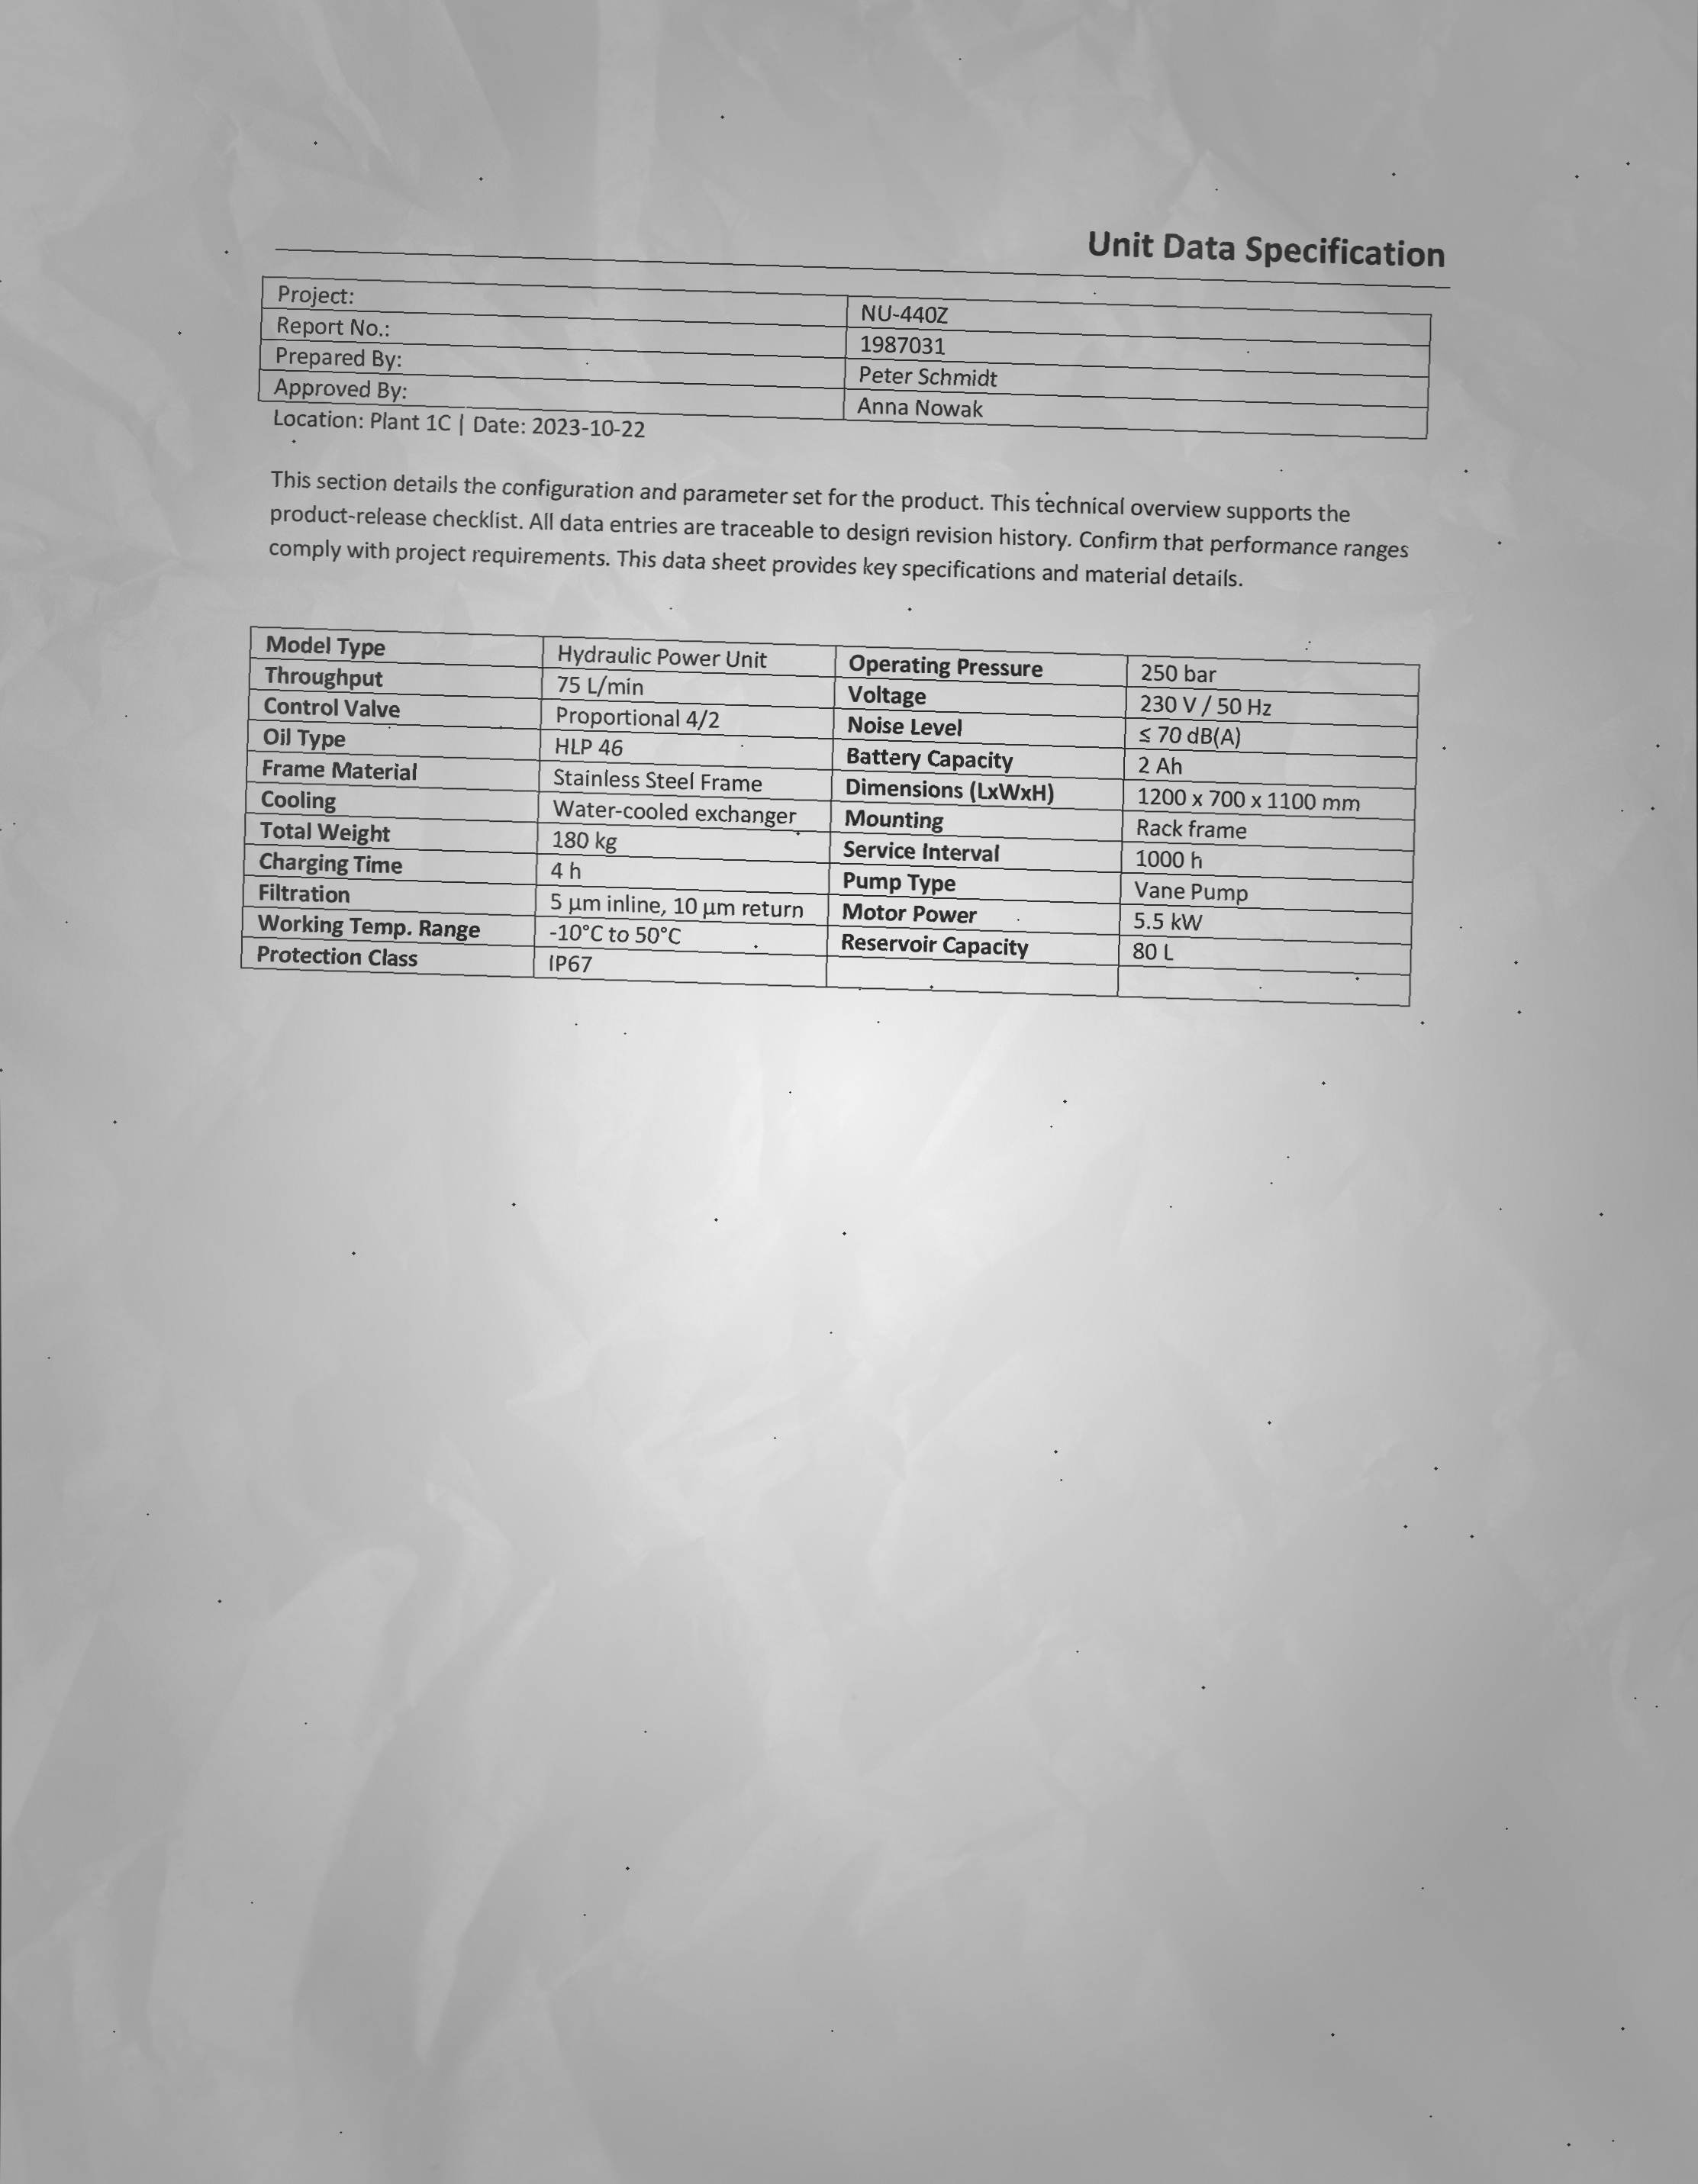 Unit Data Specification
Project: NU-440Z
Report No.: 1987031
Prepared By: Peter Schmidt
Approved By: Anna Nowak
Location: Plant 1C | Date: 2023-10-22
This section details the configuration and parameter set for the product. This technical overview supports the
product-release checklist. All data entries are traceable to design revision history. Confirm that performance ranges
comply with project requirements. This data sheet provides key specifications and material details.
Model Type Hydraulic Power Unit Operating Pressure 250 bar
Throughput 75 L/min Voltage 230 V / 50 Hz
Control Valve Proportional 4/2 Noise Level ≤ 70 dB(A)
Oil Type HLP 46 Battery Capacity 2 Ah
Frame Material Stainless Steel Frame Dimensions (LxWxH) 1200 x 700 x 1100 mm
Cooling Water-cooled exchanger Mounting Rack frame
Total Weight 180 kg Service Interval 1000 h
Charging Time 4 h Pump Type Vane Pump
Filtration 5 µm inline, 10 µm return Motor Power 5.5 kW
Working Temp. Range -10°C to 50°C Reservoir Capacity 80 L
Protection Class IP67